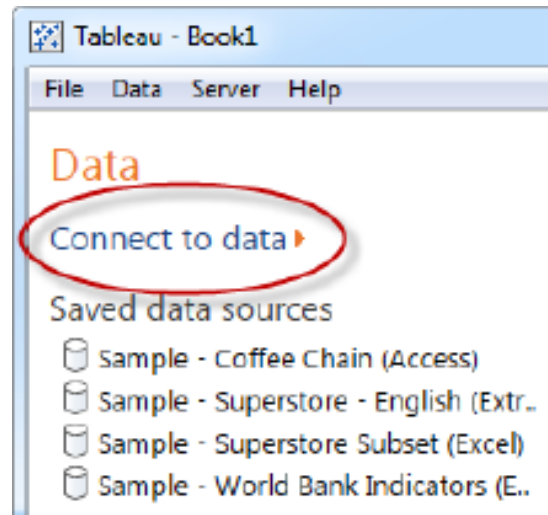 Tableau - Book1
File Data Server Help
Data
Connect to data
Saved data sources
Sample - Coffee Chain (Access)
Sample - Superstore - English (Extr..
Sample - Superstore Subset (Excel)
Sample - World Bank Indicators (E..